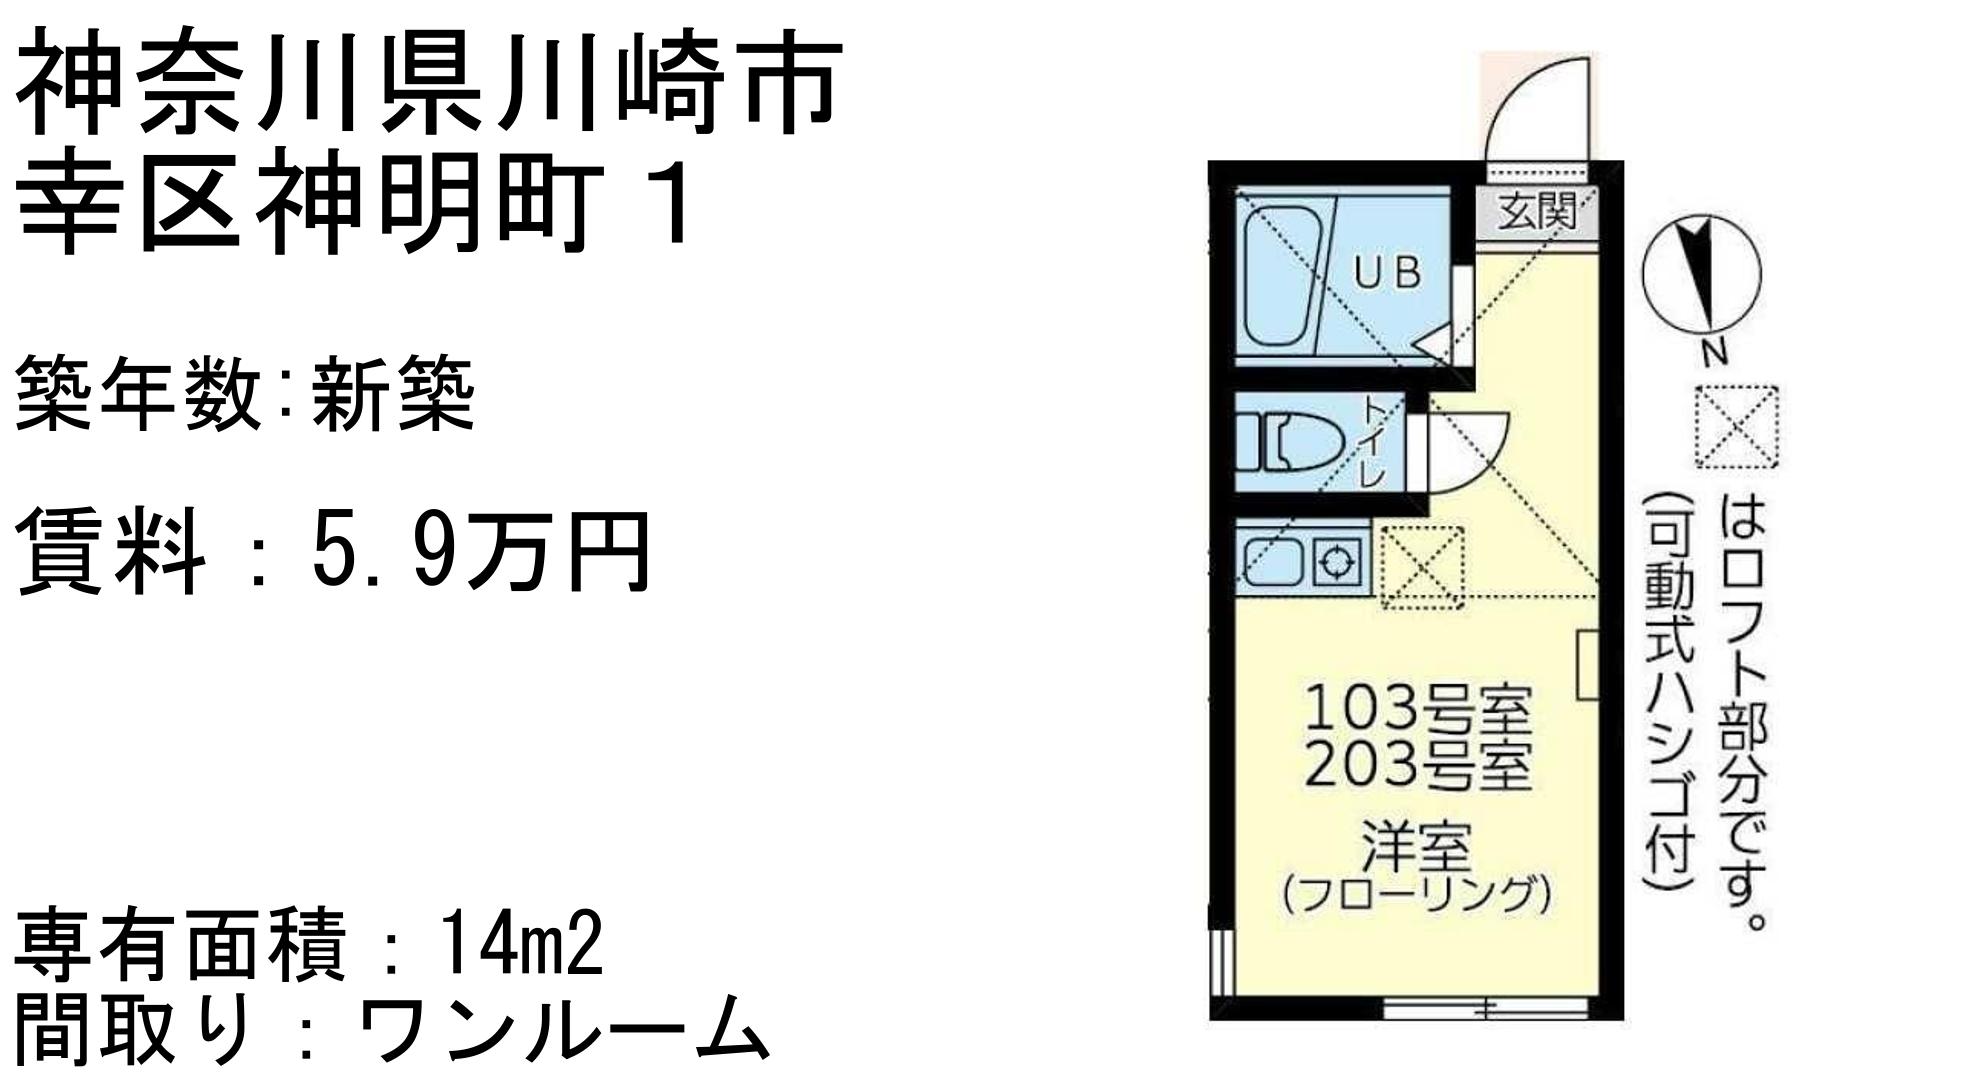 神奈川県川崎市
幸区神明町１
築年数:新築
賃料：5.9万円
専有面積：14m2
間取り：ワンルーム
玄関
UB
トイレ
N
103号室
203号室
洋室
(フローリング)
はロフト部分です。
(可動式ハシゴ付)